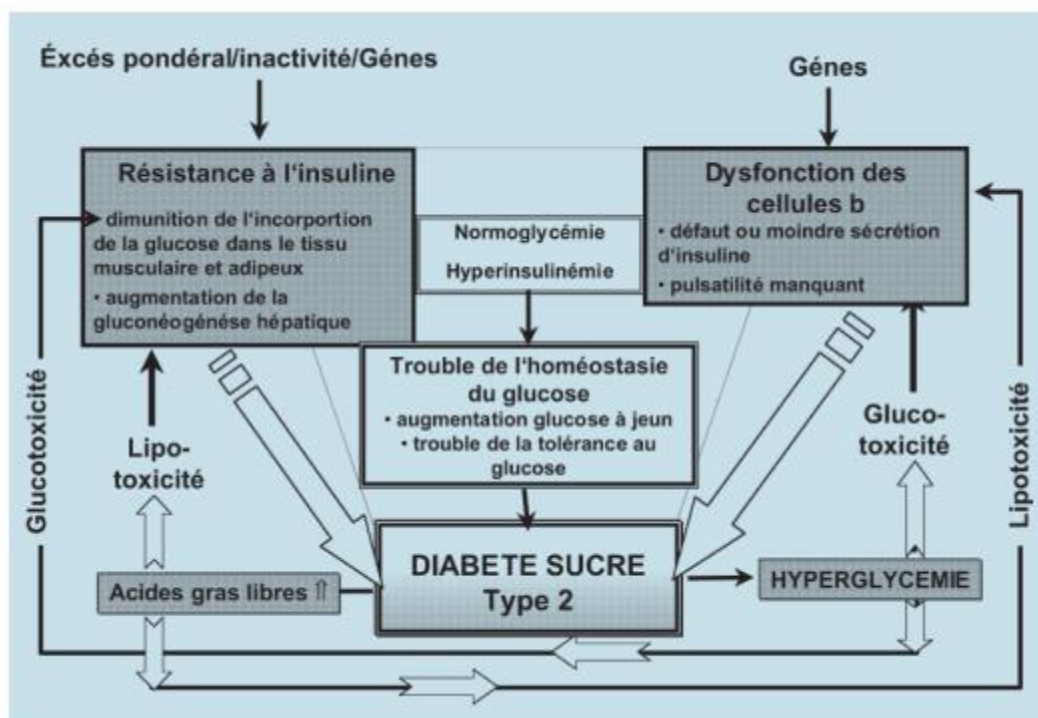 Éxcés pondéral/inactivité/Génes
Génes
Résistance à l'insuline
• dimunition de l'incorportion
de la glucose dans le tissu
musculaire et adipeux
• augmentation de la
gluconéogénése hépatique
Normoglycémie
Hyperinsulinémie
Dysfonction des
cellules b
• défaut ou moindre sécrétion
d'insuline
• pulsatilité manquant
Trouble de l'homéostasie
du glucose
• augmentation glucose à jeun
• trouble de la tolérance au
glucose
Glucotoxicité
Lipo-
toxicité
Gluco-
toxicité
Lipotoxicité
Acides gras libres ⇑
DIABETE SUCRE
Type 2
HYPERGLYCEMIE